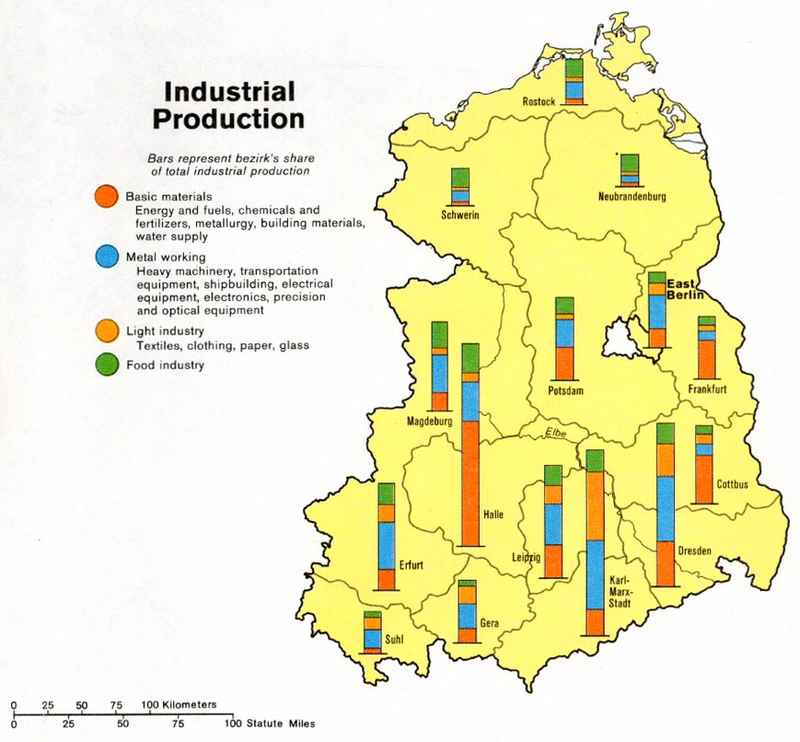 Industrial
Production
Bars represent bezirk's share
of total industrial production
Basic materials
Energy and fuels, chemicals and
fertilizers, metallurgy, building materials,
water supply
Metal working
Heavy machinery, transportation
equipment, shipbuilding, electrical
equipment, electronics, precision
and optical equipment
Light industry
Textiles, clothing, paper, glass
Food industry
Rostock
Schwerin
Neubrandenburg
East
Berlin
Potsdam
Frankfurt
Magdeburg
Elbe
Cottbus
Halle
Leipzig
Dresden
Erfurt
Karl-
Marx-
Stadt
Gera
Suhl
0 25 50 75 100 Kilometers
0 25 50 75 100 Statute Miles